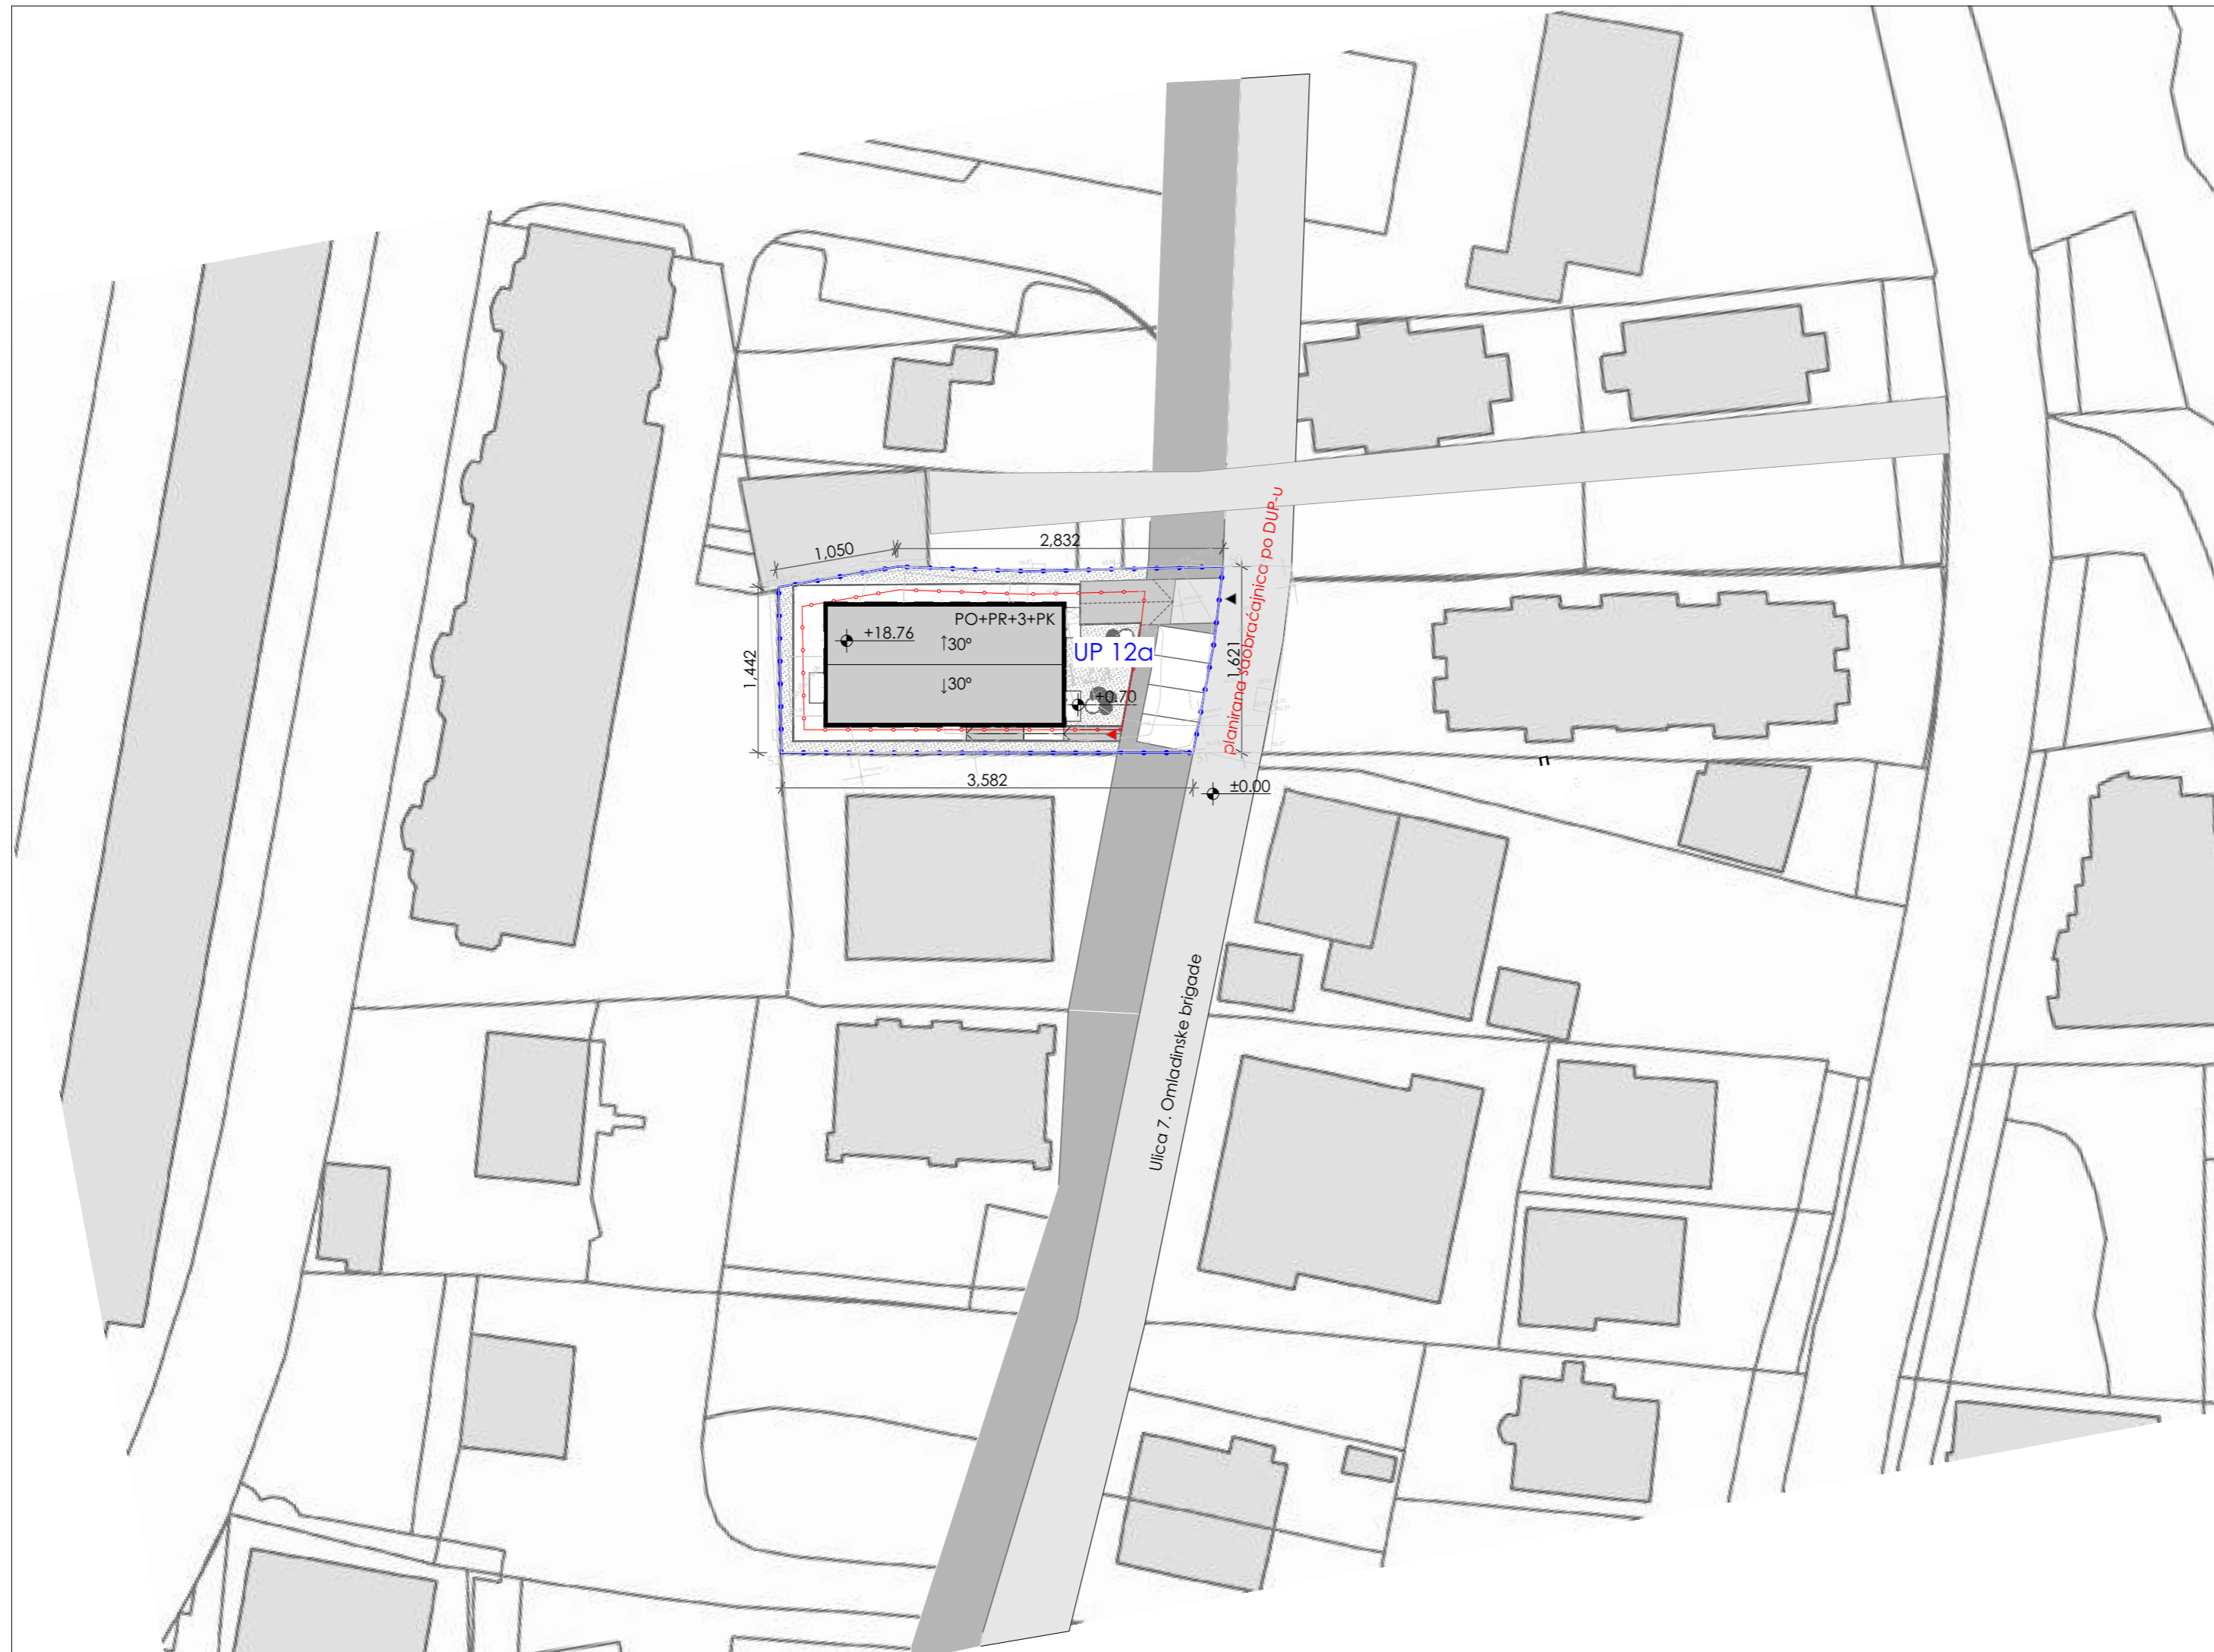 planirana saobraćajnica po DUP-u
1,050
2,832
PO+PR+3+PK
+18.76
↑30°
UP 12a
↓30°
1,442
1,621
+0.70
3,582
±0.00
Ulica 7. Omladinske brigade